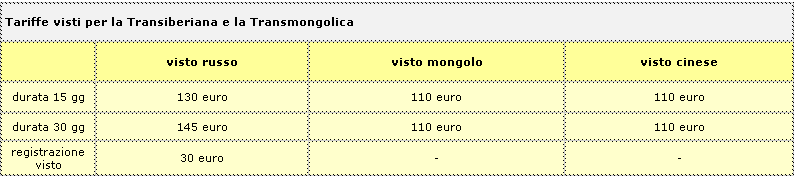 Tariffe visti per la Transiberiana e la Transmongolica
visto russo visto mongolo visto cinese
durata 15 gg 130 euro 110 euro 110 euro
durata 30 gg 145 euro 110 euro 110 euro
registrazione
visto 30 euro - -